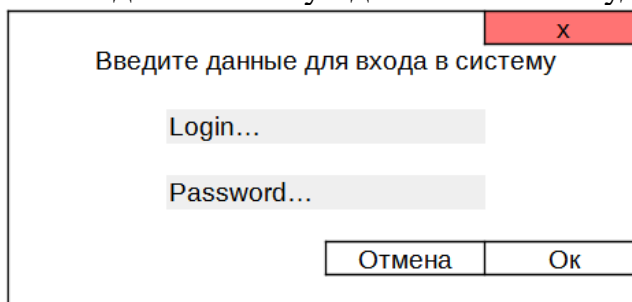 x
Введите данные для входа в систему
Login...
Password...
Отмена Ок